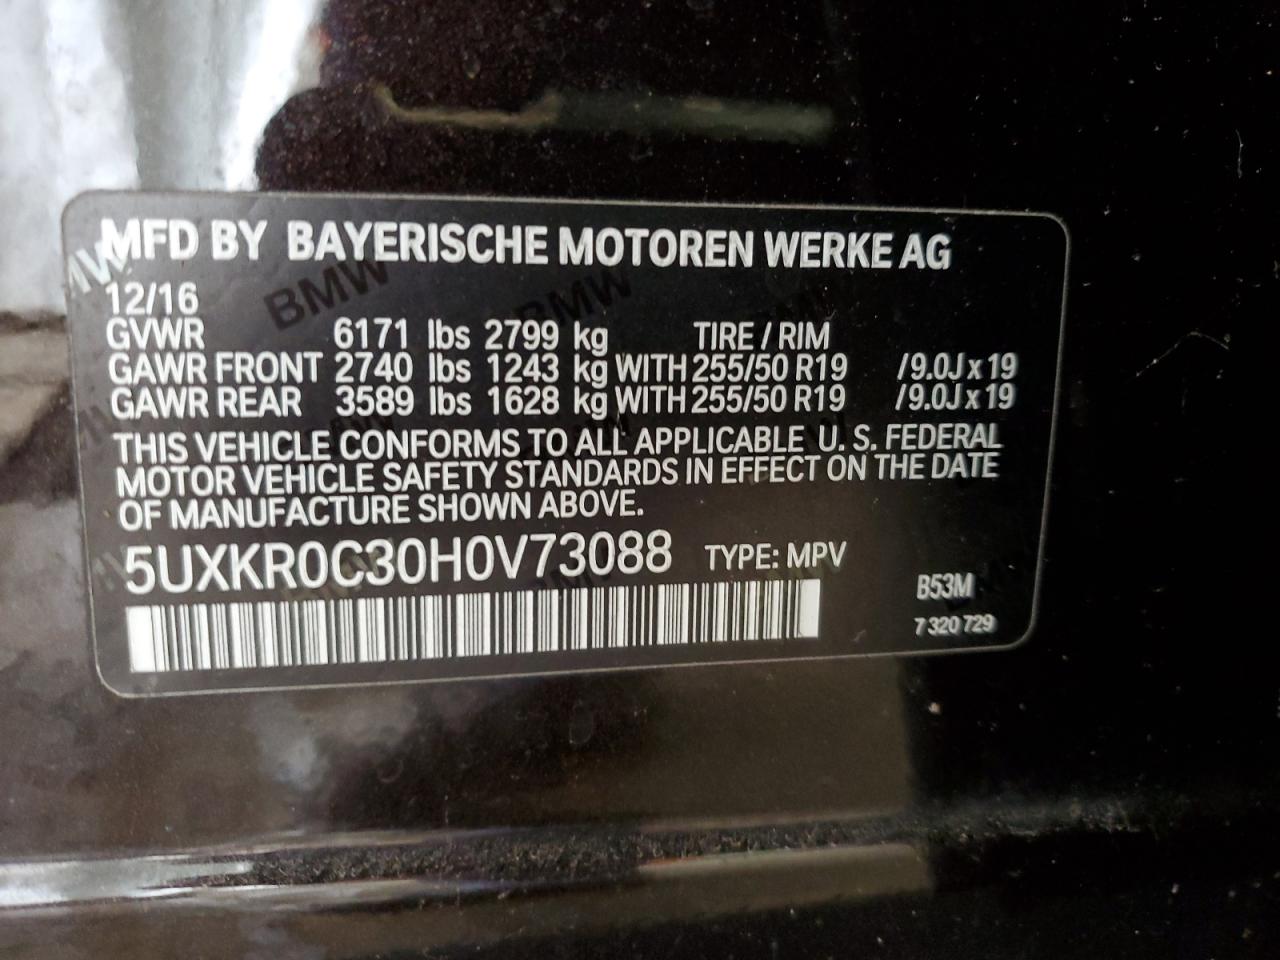 MFD BY BAYERISCHE MOTOREN WERKE AG
12/16
GVWR 6171 lbs 2799 kg TIRE / RIM
GAWR FRONT 2740 lbs 1243 kg WITH 255/50 R19 /9.0J x 19
GAWR REAR 3589 lbs 1628 kg WITH 255/50 R19 /9.0J x 19
THIS VEHICLE CONFORMS TO ALL APPLICABLE U. S. FEDERAL
MOTOR VEHICLE SAFETY STANDARDS IN EFFECT ON THE DATE
OF MANUFACTURE SHOWN ABOVE.
5UXKR0C30H0V73088 TYPE: MPV
B53M
7 320 729
BMW
BMW